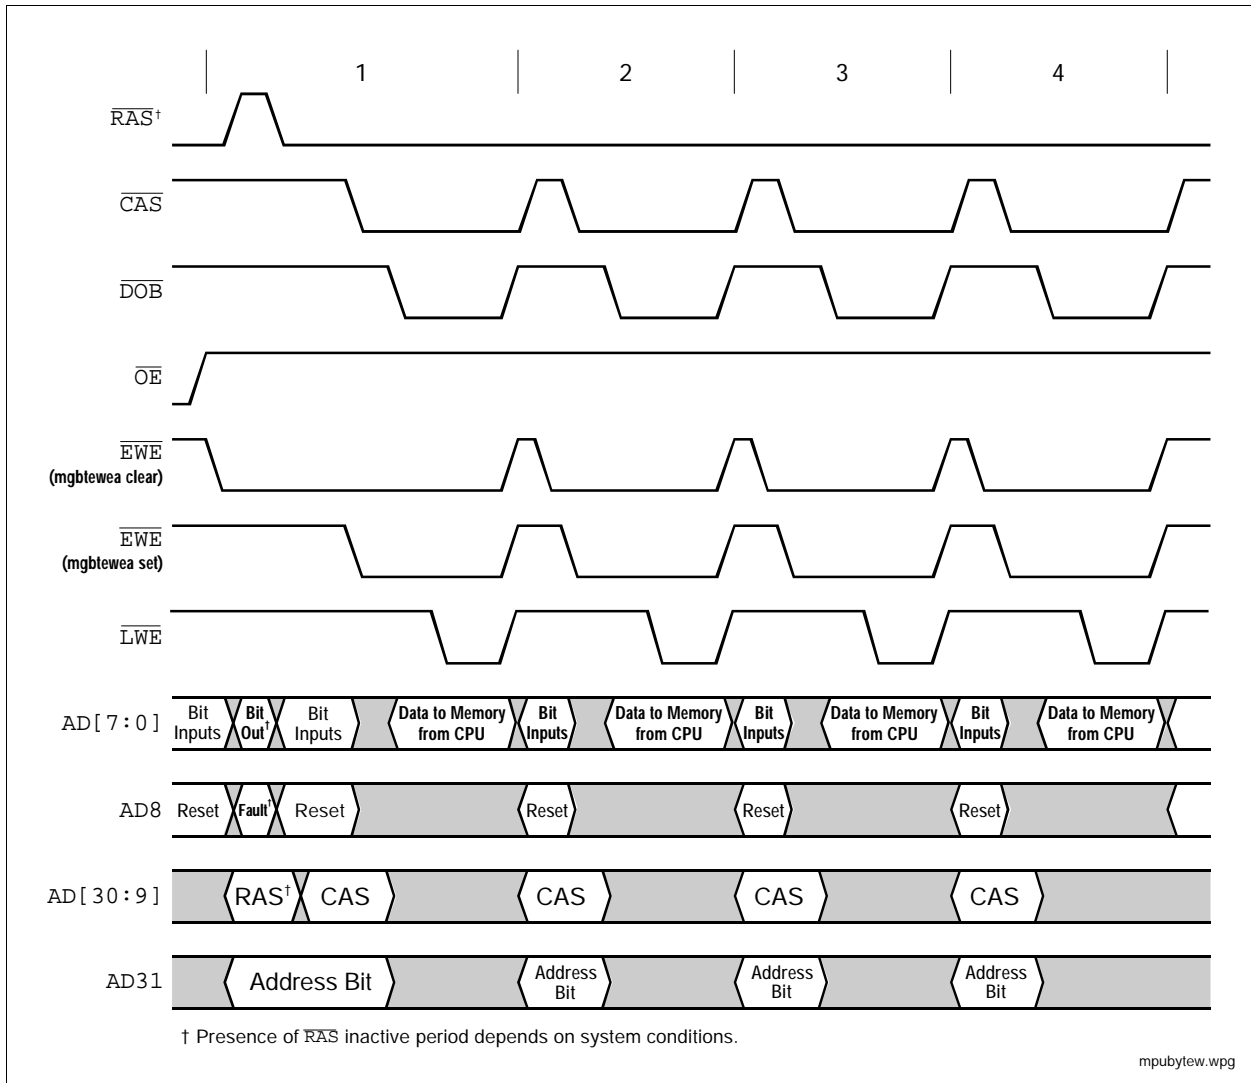 1 2 3 4
RAS†
CAS
DOB
OE
EWE
(mgbtewea clear)
EWE
(mgbtewea set)
LWE
AD[7:0]
Bit
Inputs
Bit
Out†
Bit
Inputs
Data to Memory
from CPU
Bit
Inputs
Data to Memory
from CPU
Bit
Inputs
Data to Memory
from CPU
Bit
Inputs
Data to Memory
from CPU
AD8
Reset
Fault†
Reset
Reset
Reset
Reset
AD[30:9]
RAS†
CAS
CAS
CAS
CAS
AD31
Address Bit
Address
Bit
Address
Bit
Address
Bit
† Presence of RAS inactive period depends on system conditions.
mpubytew.wpg